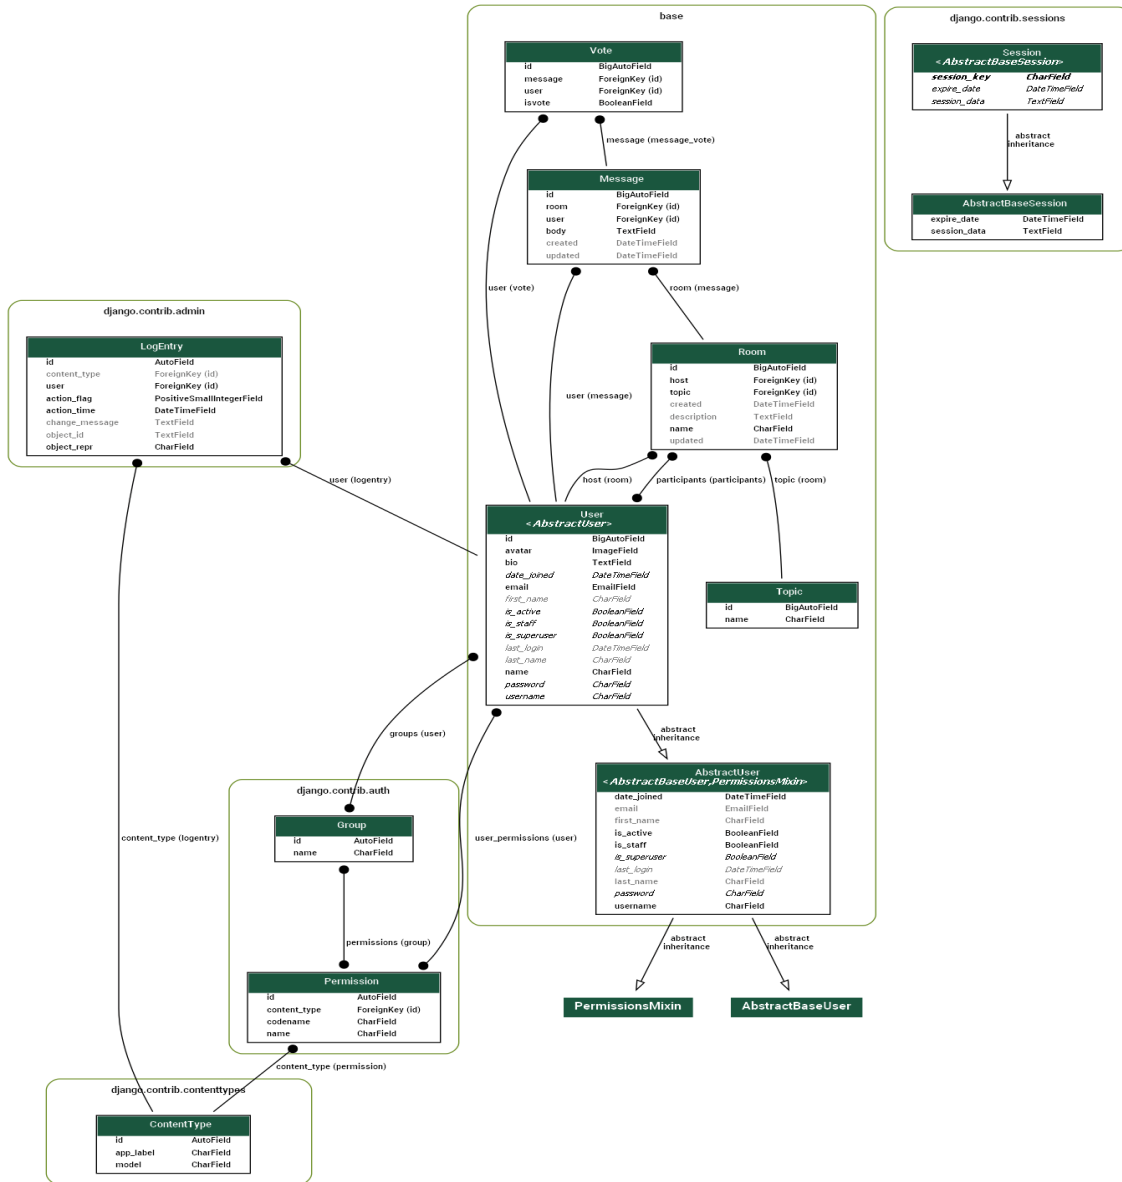 base
Vote
id BigAutoField
message ForeignKey (id)
user ForeignKey (id)
isvote BooleanField
message (message_vote)
user (vote)
Message
id BigAutoField
room ForeignKey (id)
user ForeignKey (id)
body TextField
created DateTimeField
updated DateTimeField
room (message)
user (message)
Room
id BigAutoField
host ForeignKey (id)
topic ForeignKey (id)
created DateTimeField
description TextField
name CharField
updated DateTimeField
host (room)
participants (participants)
topic (room)
User
<AbstractUser>
id BigAutoField
avatar ImageField
bio TextField
date_joined DateTimeField
email EmailField
first_name CharField
is_active BooleanField
is_staff BooleanField
is_superuser BooleanField
last_login DateTimeField
last_name CharField
name CharField
password CharField
username CharField
Topic
id BigAutoField
name CharField
abstract
inheritance
AbstractUser
<AbstractBaseUser,PermissionsMixin>
date_joined DateTimeField
email EmailField
first_name CharField
is_active BooleanField
is_staff BooleanField
is_superuser BooleanField
last_login DateTimeField
last_name CharField
password CharField
username CharField
abstract
inheritance
abstract
inheritance
PermissionsMixin
AbstractBaseUser
django.contrib.sessions
Session
<AbstractBaseSession>
session_key CharField
expire_date DateTimeField
session_data TextField
abstract
inheritance
AbstractBaseSession
expire_date DateTimeField
session_data TextField
django.contrib.admin
LogEntry
id AutoField
content_type ForeignKey (id)
user ForeignKey (id)
action_flag PositiveSmallIntegerField
action_time DateTimeField
change_message TextField
object_id TextField
object_repr CharField
user (logentry)
content_type (logentry)
groups (user)
user_permissions (user)
django.contrib.auth
Group
id AutoField
name CharField
permissions (group)
Permission
id AutoField
content_type ForeignKey (id)
codename CharField
name CharField
content_type (permission)
django.contrib.contenttypes
ContentType
id AutoField
app_label CharField
model CharField